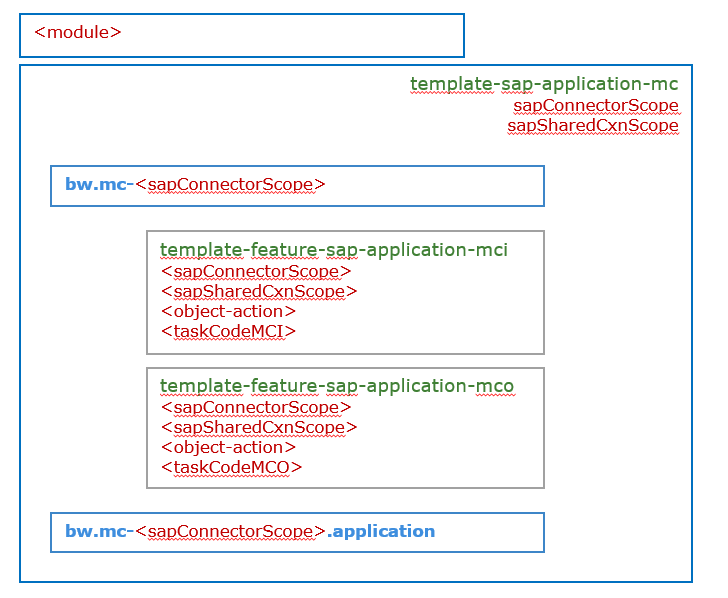 <module>
template-sap-application-mc
sapConnectorScope
sapSharedCxnScope
bw.mc-<sapConnectorScope>
template-feature-sap-application-mci
<sapConnectorScope>
<sapSharedCxnScope>
<object-action>
<taskCodeMCI>
template-feature-sap-application-mco
<sapConnectorScope>
<sapSharedCxnScope>
<object-action>
<taskCodeMCO>
bw.mc-<sapConnectorScope>.application